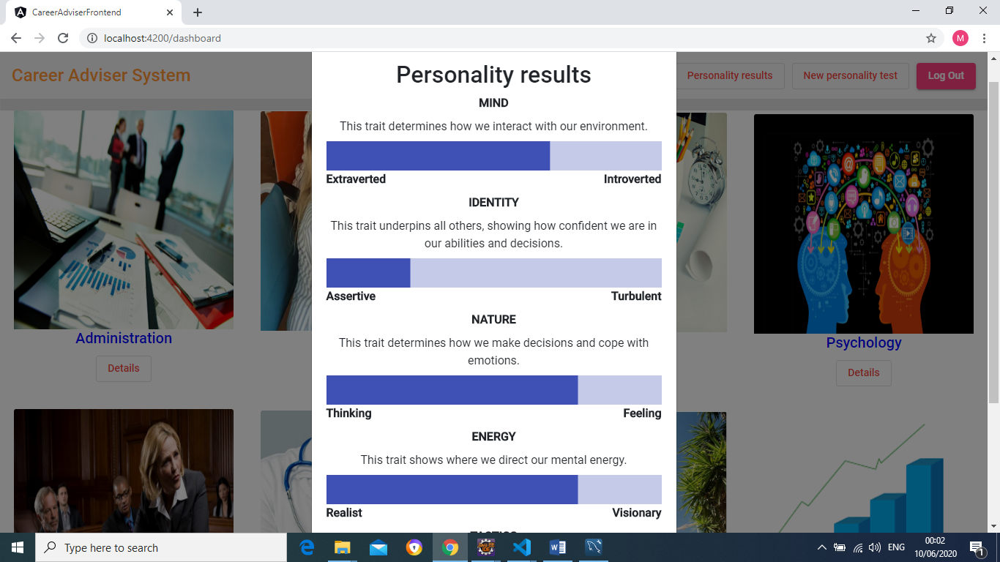 CareerAdviserFrontend
localhost:4200/dashboard
M
Career Adviser System
Personality results
New personality test
Log Out
Personality results
MIND
This trait determines how we interact with our environment.
Extraverted
Introverted
IDENTITY
This trait underpins all others, showing how confident we are in
our abilities and decisions.
Assertive
Turbulent
NATURE
This trait determines how we make decisions and cope with
emotions.
Thinking
Feeling
ENERGY
This trait shows where we direct our mental energy.
Realist
Visionary
TACTICS
Administration
Details
Psychology
Details
Type here to search
ENG
00:02
10/06/2020
1